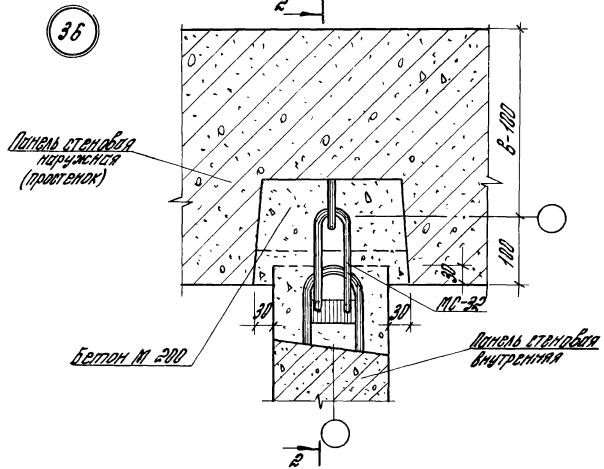 36
2
Панель стеновая
наружная
(простенок)
в-100
100
30
30
30
МС-32
Бетон М 200
Панель стеновая
внутренняя
2